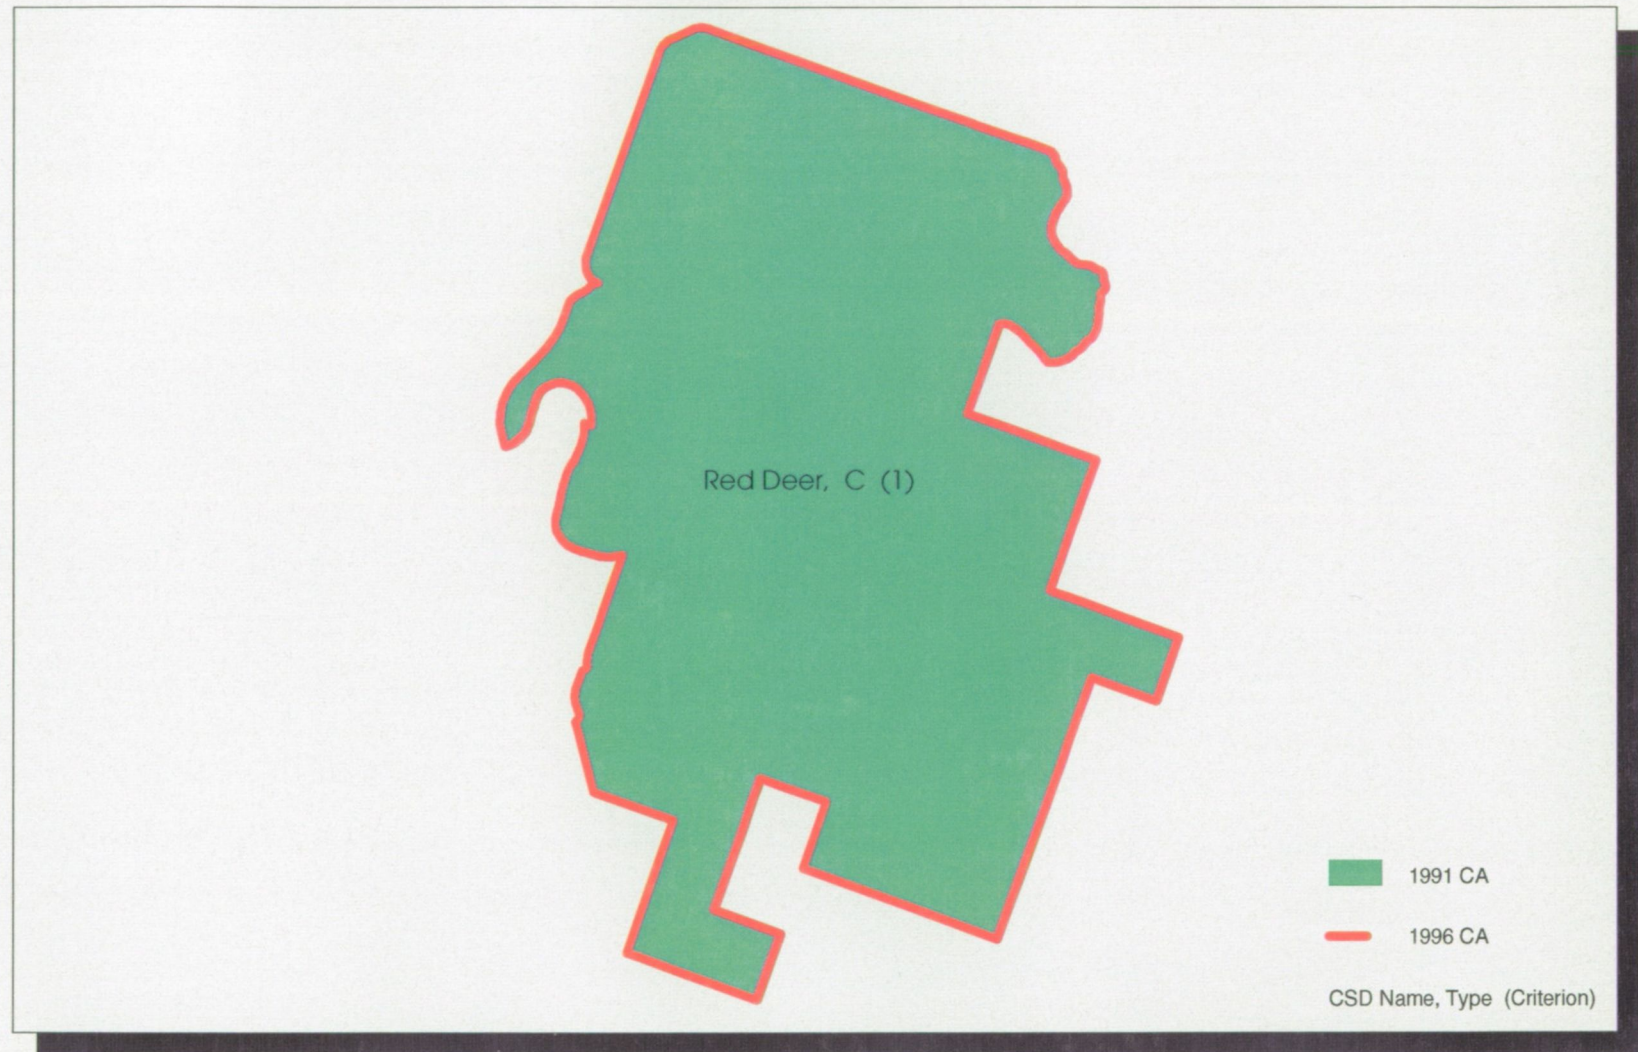 Red Deer, C (1)
1991 CA
1996 CA
CSD Name, Type (Criterion)